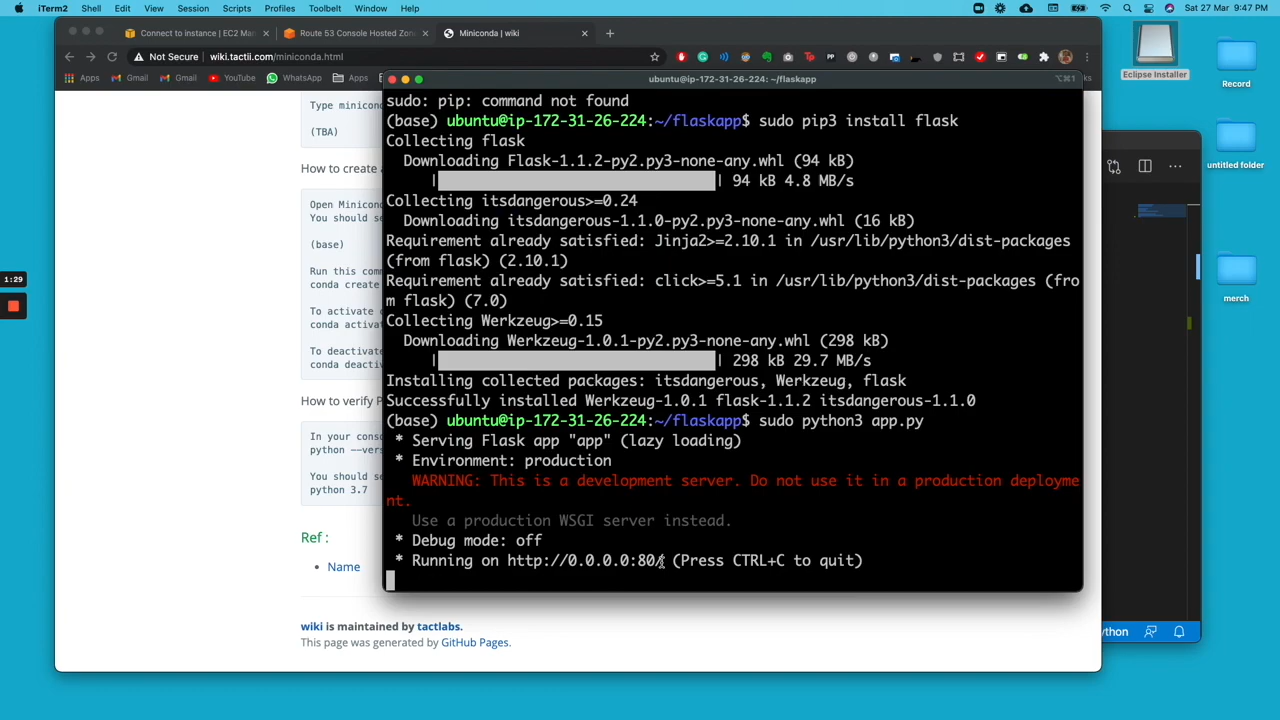 iTerm2 Shell Edit View Session Scripts Profiles Toolbelt Window Help
Sat 27 Mar 9:47 PM
Connect to instance | EC2 Man
Route 53 Console Hosted Zon
Miniconda | wiki
Not Secure | wiki.tactii.com/miniconda.html
Apps Gmail Gmail YouTube WhatsApp Apps
ubuntu@ip-172-31-26-224: ~/flaskapp
⌥⌘1
sudo: pip: command not found
(base) ubuntu@ip-172-31-26-224:~/flaskapp$ sudo pip3 install flask
Collecting flask
Downloading Flask-1.1.2-py2.py3-none-any.whl (94 kB)
| | 94 kB 4.8 MB/s
Collecting itsdangerous>=0.24
Downloading itsdangerous-1.1.0-py2.py3-none-any.whl (16 kB)
Requirement already satisfied: Jinja2>=2.10.1 in /usr/lib/python3/dist-packages
(from flask) (2.10.1)
Requirement already satisfied: click>=5.1 in /usr/lib/python3/dist-packages (fro
m flask) (7.0)
Collecting Werkzeug>=0.15
Downloading Werkzeug-1.0.1-py2.py3-none-any.whl (298 kB)
| | 298 kB 29.7 MB/s
Installing collected packages: itsdangerous, Werkzeug, flask
Successfully installed Werkzeug-1.0.1 flask-1.1.2 itsdangerous-1.1.0
(base) ubuntu@ip-172-31-26-224:~/flaskapp$ sudo python3 app.py
* Serving Flask app "app" (lazy loading)
* Environment: production
WARNING: This is a development server. Do not use it in a production deployme
nt.
Use a production WSGI server instead.
* Debug mode: off
* Running on http://0.0.0.0:80/ (Press CTRL+C to quit)
Type minicon
(TBA)
How to create a
Open Minicon
You should se
(base)
Run this comm
conda create
To activate c
conda activat
To deactivate
conda deactiv
How to verify P
In your conso
python --vers
You should se
python 3.7
Ref :
Name
wiki is maintained by tactlabs.
This page was generated by GitHub Pages.
1:29
Eclipse Installer
Record
untitled folder
merch
ython